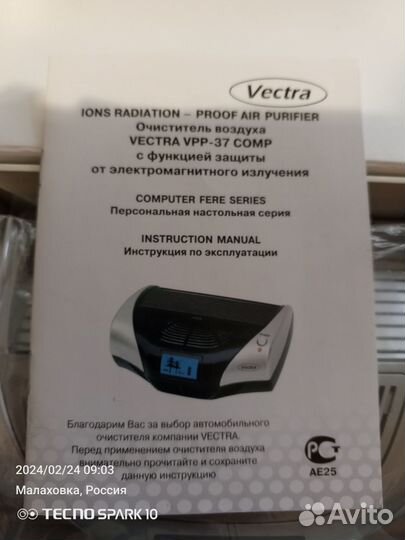 Vectra
IONS RADIATION – PROOF AIR PURIFIER
Очиститель воздуха
VECTRA VPP-37 COMP
с функцией защиты
от электромагнитного излучения
COMPUTER FERE SERIES
Персональная настольная серия
INSTRUCTION MANUAL
Инструкция по эксплуатации
Благодарим Вас за выбор автомобильного
очистителя компании VECTRA.
Перед применением очистителя воздуха
внимательно прочитайте и сохраните
данную инструкцию
АЕ25
2024/02/24 09:03
Малаховка, Россия
TECNO SPARK 10
Avito